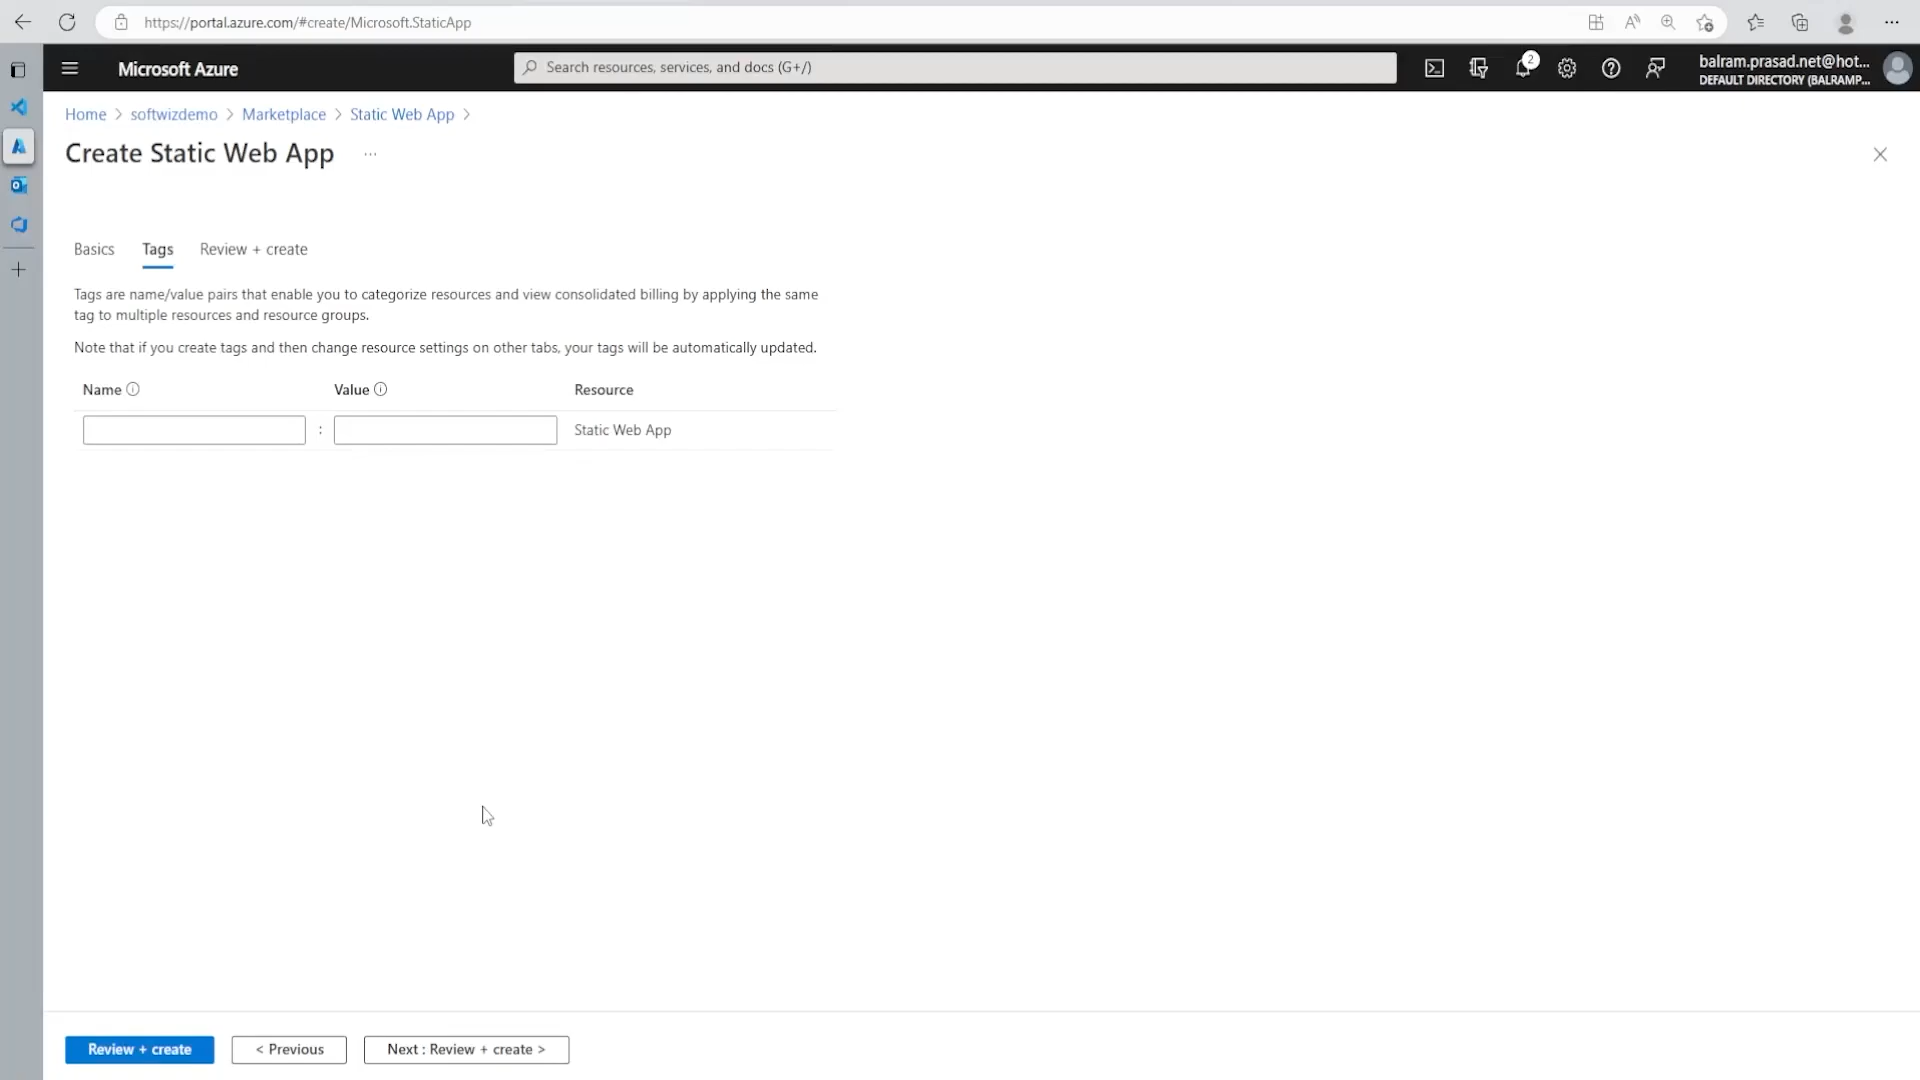 https://portal.azure.com/#create/Microsoft.StaticApp
Microsoft Azure
Search resources, services, and docs (G+/)
2
balram.prasad.net@hot...
DEFAULT DIRECTORY (BALRAMP...
Home > softwizdemo > Marketplace > Static Web App >
Create Static Web App ...
Basics Tags Review + create
Tags are name/value pairs that enable you to categorize resources and view consolidated billing by applying the same
tag to multiple resources and resource groups.
Note that if you create tags and then change resource settings on other tabs, your tags will be automatically updated.
Name Value Resource
: Static Web App
Review + create < Previous Next : Review + create >